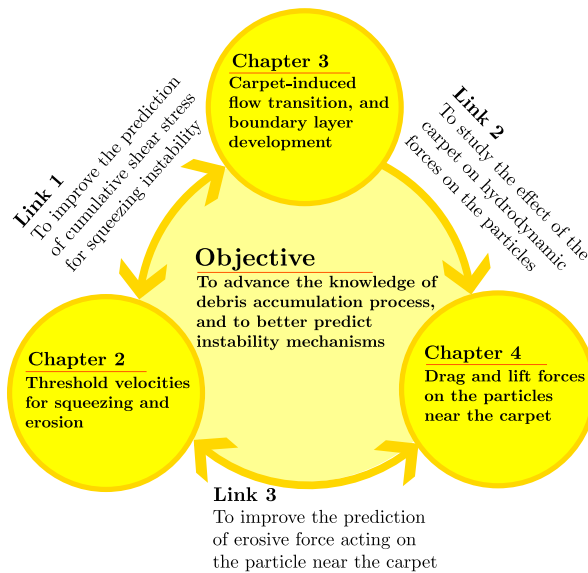 Chapter 3
Carpet-induced
flow transition, and
boundary layer
development
Link 1
To improve the prediction
of cumulative shear stress
for squeezing instability
Link 2
To study the effect of the
carpet on hydrodynamic
forces on the particles
Objective
To advance the knowledge of
debris accumulation process,
and to better predict
instability mechanisms
Chapter 2
Threshold velocities
for squeezing and
erosion
Chapter 4
Drag and lift forces
on the particles
near the carpet
Link 3
To improve the prediction
of erosive force acting on
the particle near the carpet